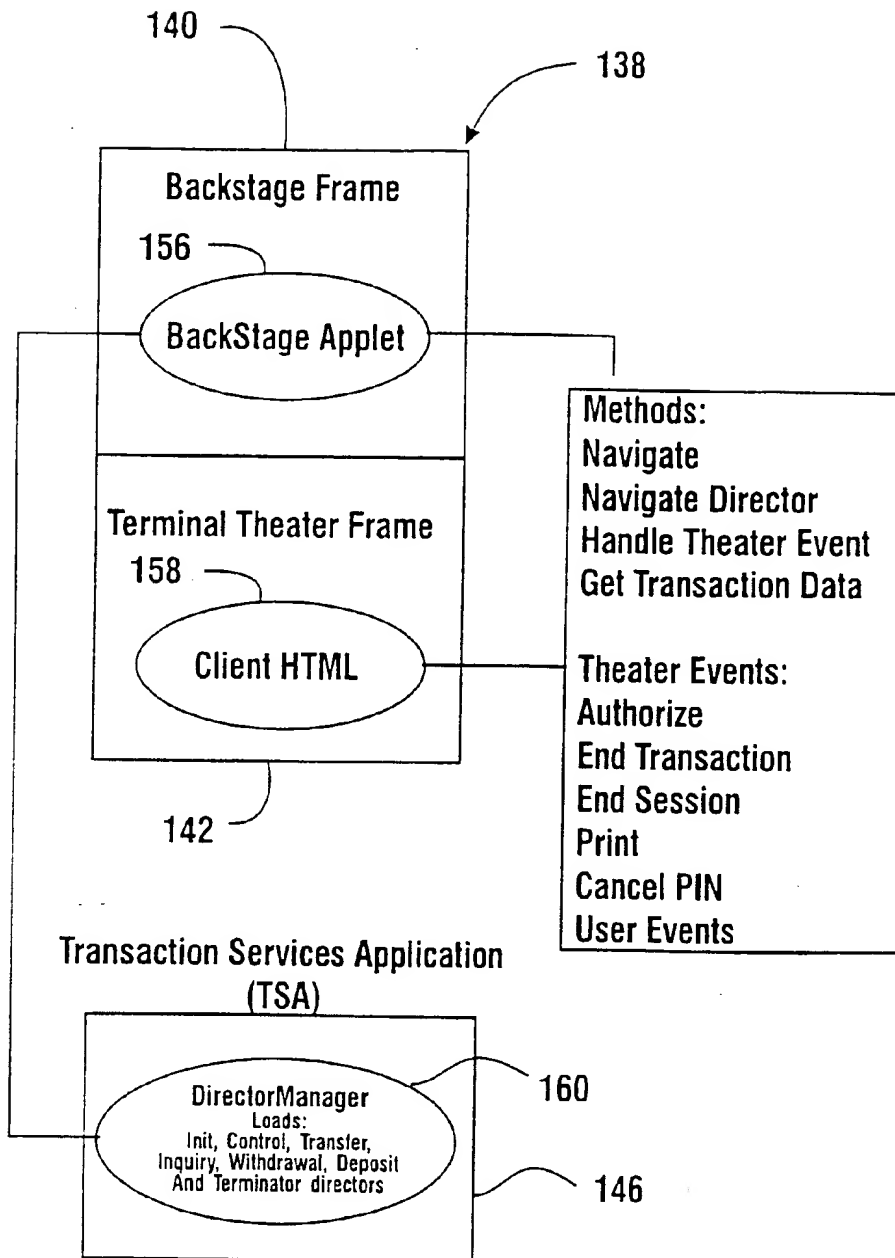 140
138
Backstage Frame
156
BackStage Applet
Methods:
Navigate
Navigate Director
Handle Theater Event
Get Transaction Data
Terminal Theater Frame
158
Client HTML
Theater Events:
Authorize
End Transaction
End Session
Print
Cancel PIN
User Events
142
Transaction Services Application
(TSA)
DirectorManager
Loads:
Init, Control, Transfer,
Inquiry, Withdrawal, Deposit
And Terminator directors
160
146